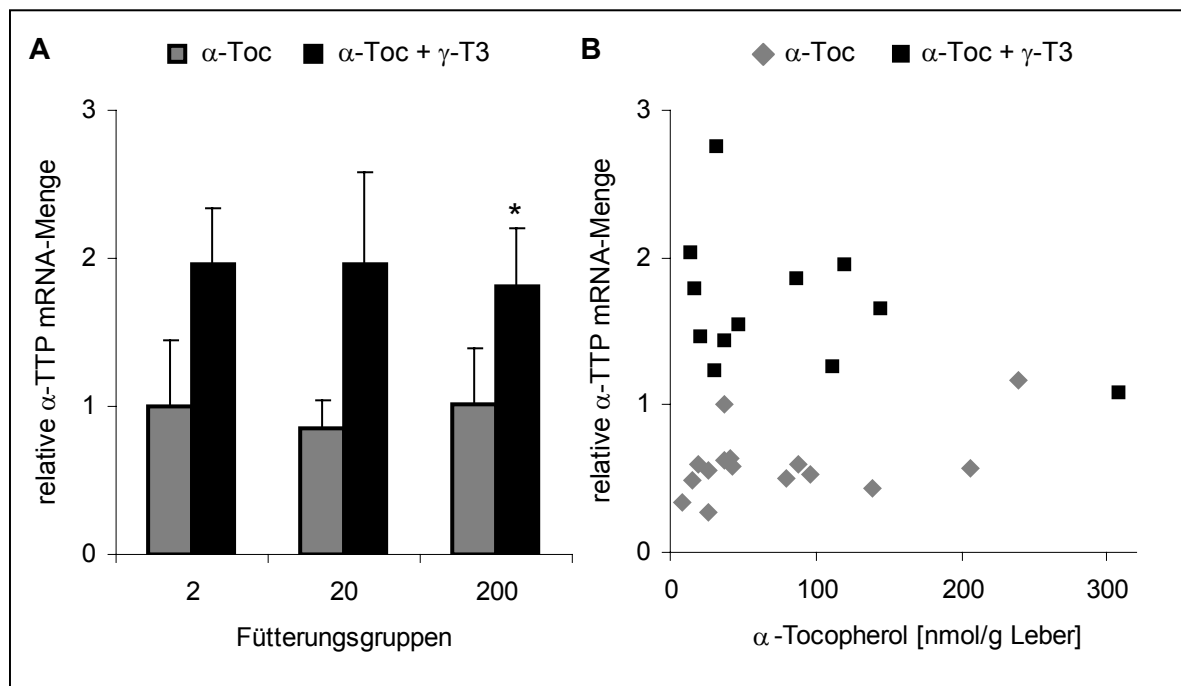 A
α-Toc α-Toc + γ-T3
3
2
1
0
relative α-TTP mRNA-Menge
*
2 20 200
Fütterungsgruppen
B
α-Toc α-Toc + γ-T3
3
2
1
0
relative α-TTP mRNA-Menge
0 100 200 300
α-Tocopherol [nmol/g Leber]